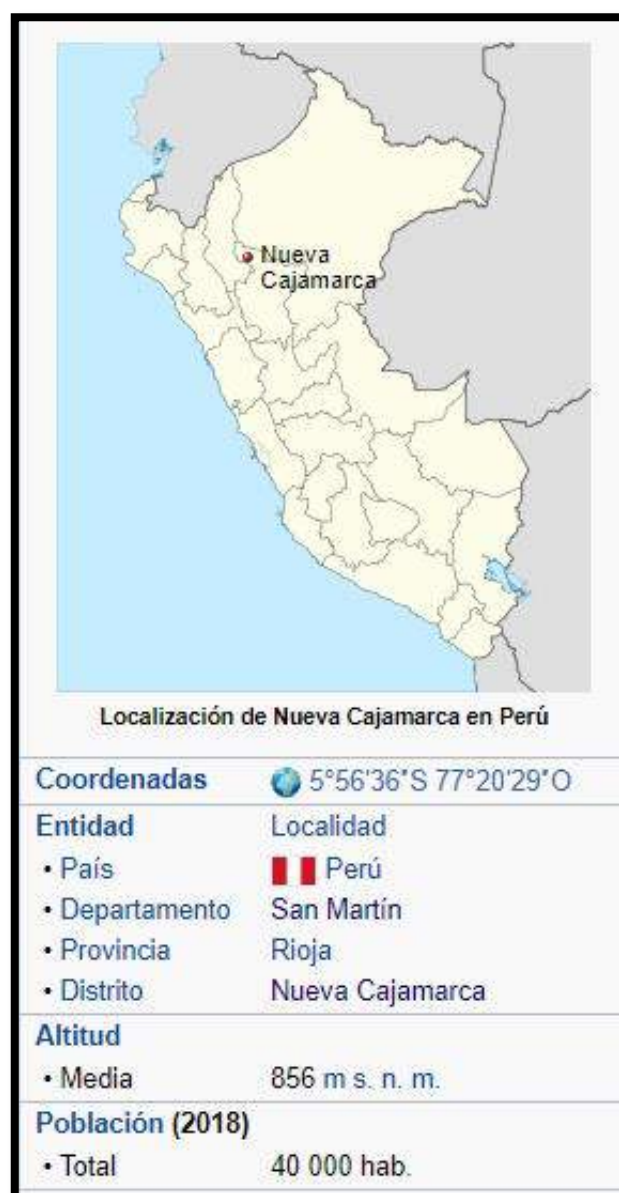 Nueva
Cajamarca
Localización de Nueva Cajamarca en Perú
Coordenadas 5°56'36"S 77°20'29"O
Entidad Localidad
• País Perú
• Departamento San Martín
• Provincia Rioja
• Distrito Nueva Cajamarca
Altitud
• Media 856 m s. n. m.
Población (2018)
• Total 40 000 hab.